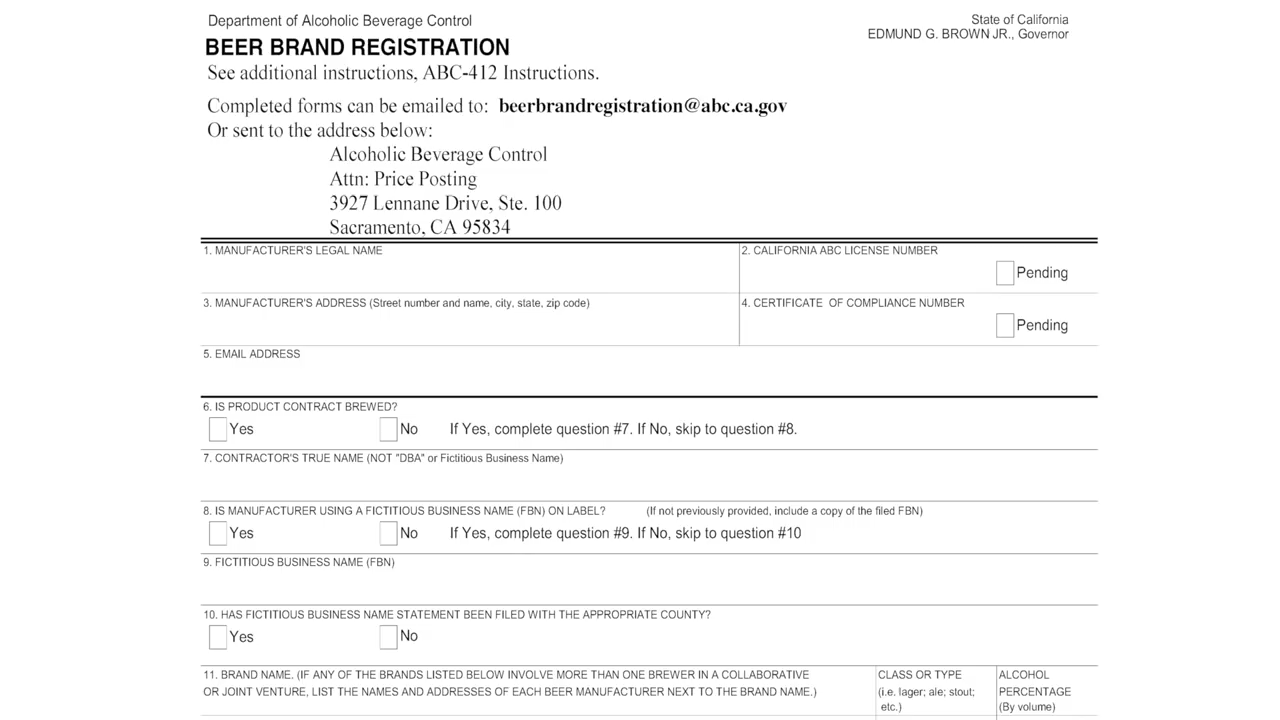 Department of Alcoholic Beverage Control
State of California
BEER BRAND REGISTRATION
EDMUND G. BROWN JR., Governor
See additional instructions, ABC-412 Instructions.
Completed forms can be emailed to: beerbrandregistration@abc.ca.gov
Or sent to the address below:
Alcoholic Beverage Control
Attn: Price Posting
3927 Lennane Drive, Ste. 100
Sacramento, CA 95834
1. MANUFACTURER'S LEGAL NAME
2. CALIFORNIA ABC LICENSE NUMBER
Pending
3. MANUFACTURER'S ADDRESS (Street number and name, city, state, zip code)
4. CERTIFICATE OF COMPLIANCE NUMBER
Pending
5. EMAIL ADDRESS
6. IS PRODUCT CONTRACT BREWED?
Yes No If Yes, complete question #7. If No, skip to question #8.
7. CONTRACTOR'S TRUE NAME (NOT "DBA" or Fictitious Business Name)
8. IS MANUFACTURER USING A FICTITIOUS BUSINESS NAME (FBN) ON LABEL? (If not previously provided, include a copy of the filed FBN)
Yes No If Yes, complete question #9. If No, skip to question #10
9. FICTITIOUS BUSINESS NAME (FBN)
10. HAS FICTITIOUS BUSINESS NAME STATEMENT BEEN FILED WITH THE APPROPRIATE COUNTY?
Yes No
11. BRAND NAME. (IF ANY OF THE BRANDS LISTED BELOW INVOLVE MORE THAN ONE BREWER IN A COLLABORATIVE
OR JOINT VENTURE, LIST THE NAMES AND ADDRESSES OF EACH BEER MANUFACTURER NEXT TO THE BRAND NAME.)
CLASS OR TYPE
(i.e. lager; ale; stout;
etc.)
ALCOHOL
PERCENTAGE
(By volume)